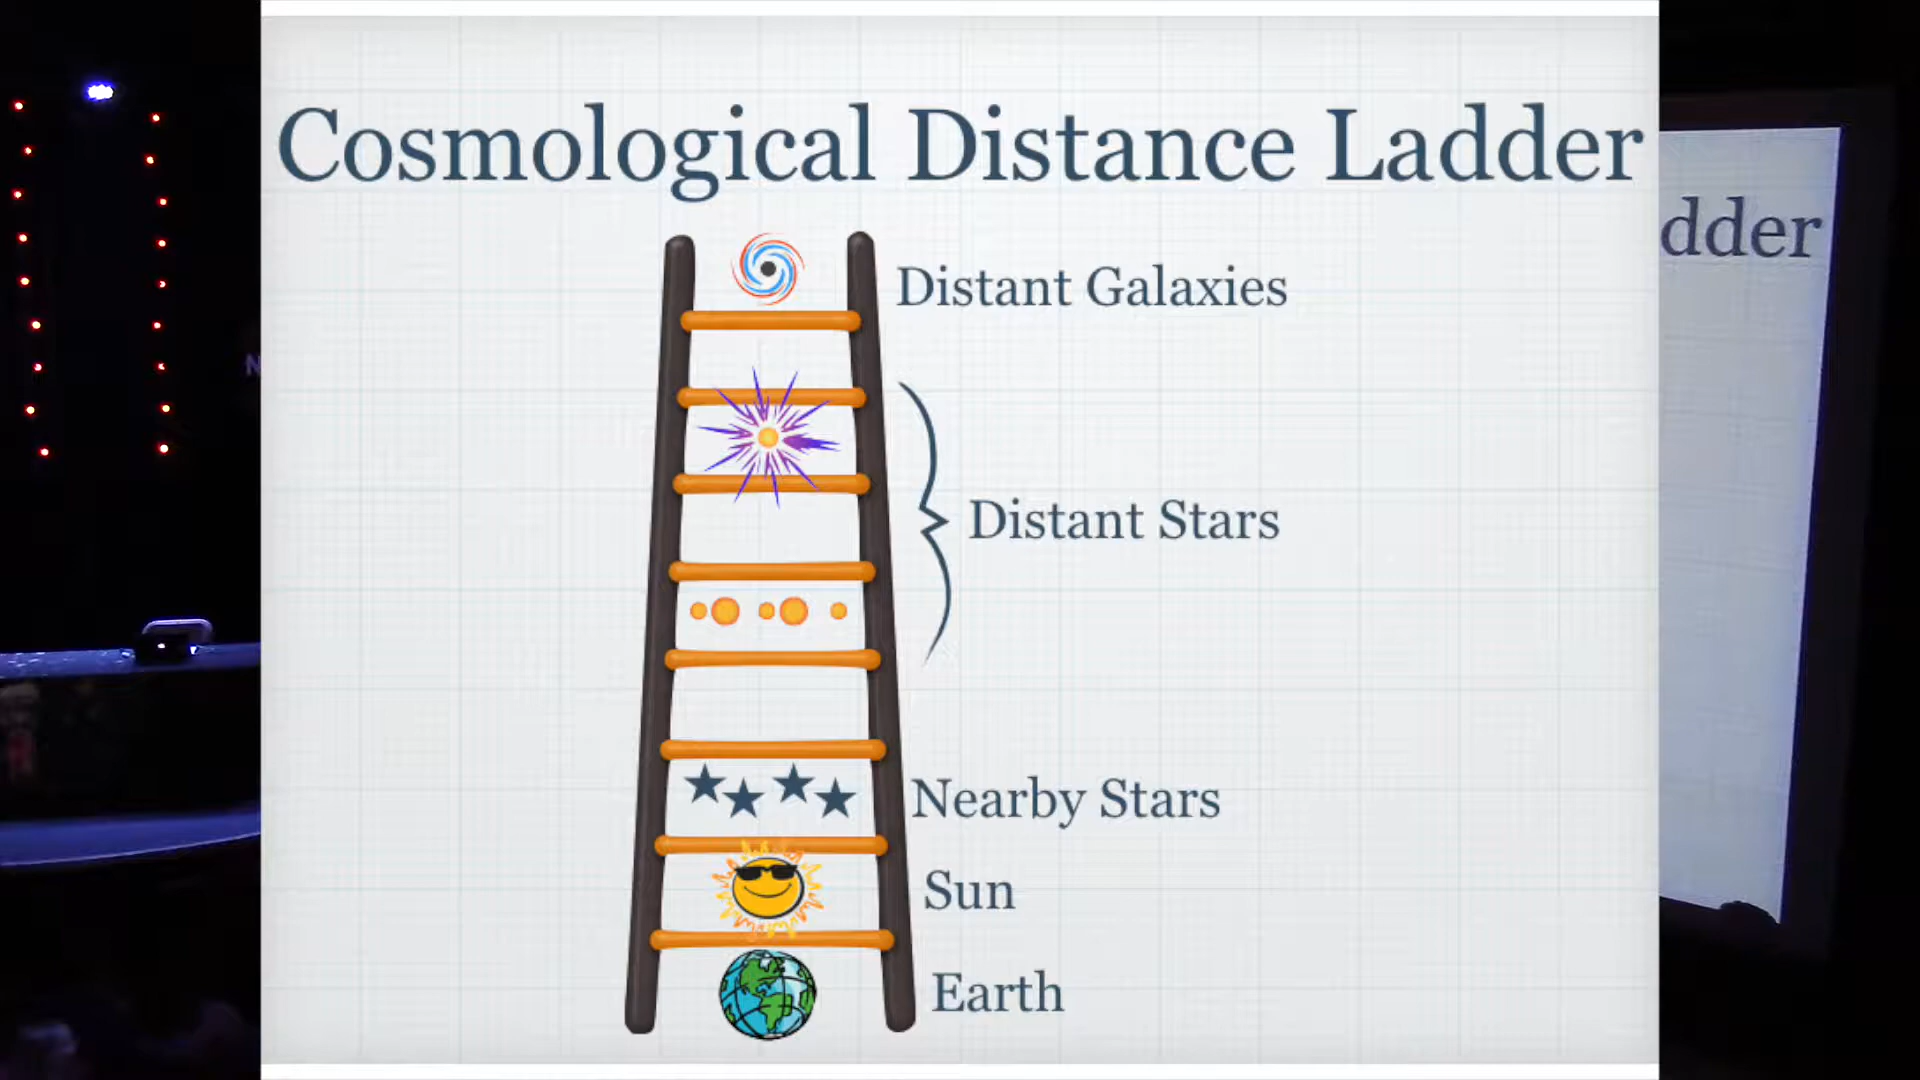 Cosmological Distance Ladder
dder
Distant Galaxies
N
Distant Stars
Nearby Stars
Sun
Earth